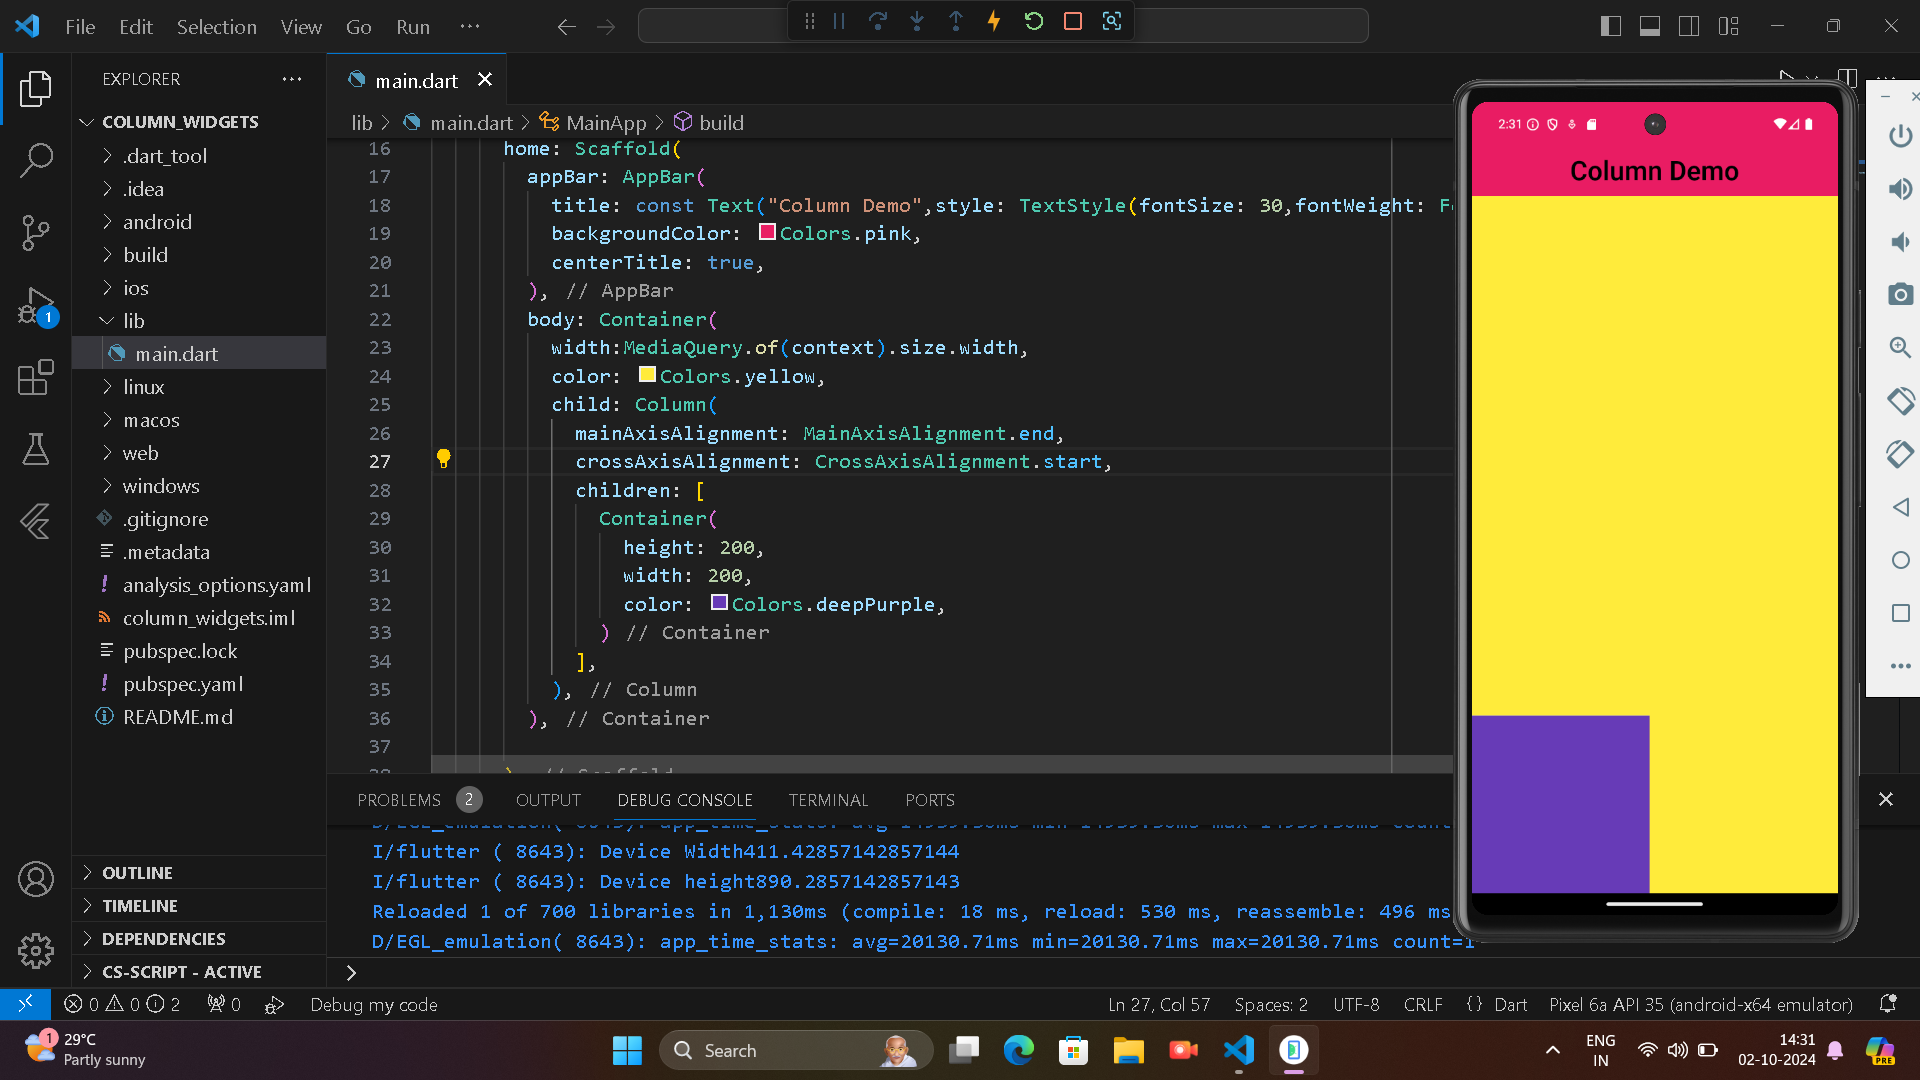 File Edit Selection View Go Run ···
EXPLORER ···
COLUMN_WIDGETS
.dart_tool
.idea
android
build
ios
lib
main.dart
linux
macos
web
windows
.gitignore
.metadata
analysis_options.yaml
column_widgets.iml
pubspec.lock
pubspec.yaml
README.md
OUTLINE
TIMELINE
DEPENDENCIES
CS-SCRIPT - ACTIVE
1
main.dart
lib > main.dart > MainApp > build
16 home: Scaffold(
17 appBar: AppBar(
18 title: const Text("Column Demo",style: TextStyle(fontSize: 30,fontWeight: F
19 backgroundColor: Colors.pink,
20 centerTitle: true,
21 ), // AppBar
22 body: Container(
23 width:MediaQuery.of(context).size.width,
24 color: Colors.yellow,
25 child: Column(
26 mainAxisAlignment: MainAxisAlignment.end,
27 crossAxisAlignment: CrossAxisAlignment.start,
28 children: [
29 Container(
30 height: 200,
31 width: 200,
32 color: Colors.deepPurple,
33 ) // Container
34 ],
35 ), // Column
36 ), // Container
37
PROBLEMS 2 OUTPUT DEBUG CONSOLE TERMINAL PORTS
I/flutter ( 8643): Device Width411.42857142857144
I/flutter ( 8643): Device height890.2857142857143
Reloaded 1 of 700 libraries in 1,130ms (compile: 18 ms, reload: 530 ms, reassemble: 496 ms
D/EGL_emulation( 8643): app_time_stats: avg=20130.71ms min=20130.71ms max=20130.71ms count=1
2:31
Column Demo
0 0 2 0 Debug my code Ln 27, Col 57 Spaces: 2 UTF-8 CRLF {} Dart Pixel 6a API 35 (android-x64 emulator)
1 29°C
Partly sunny
Search
ENG
IN
14:31
02-10-2024
PRE